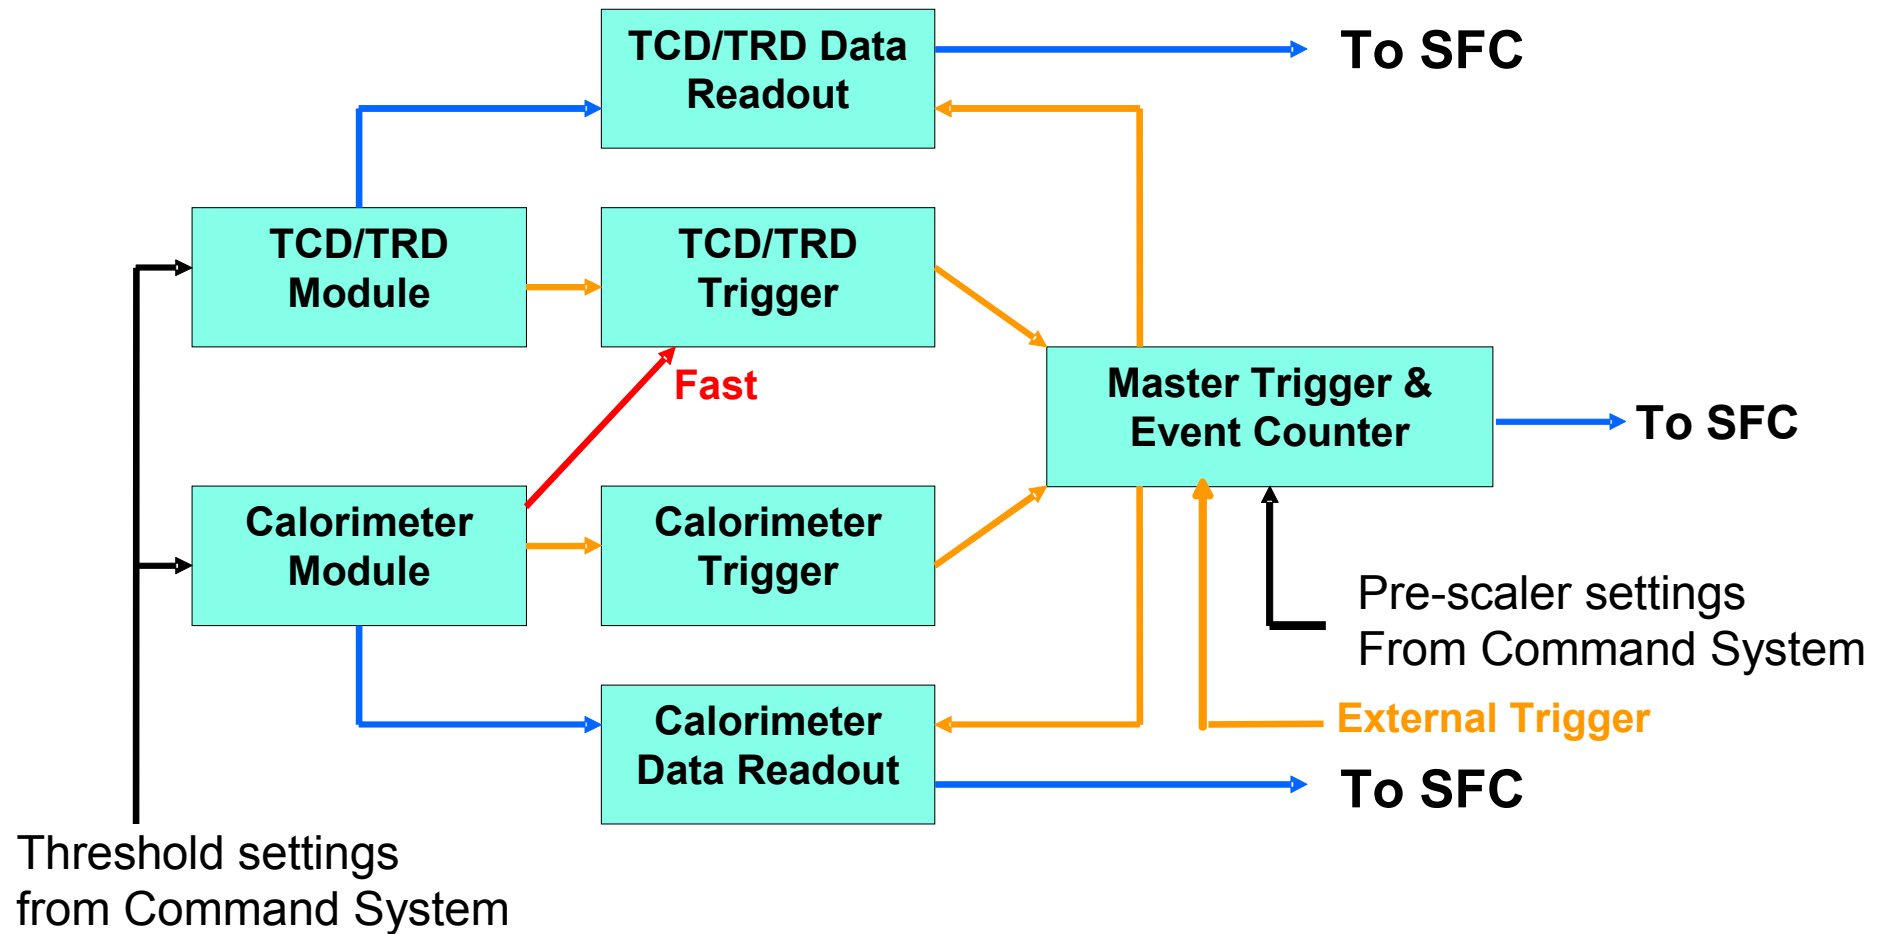 TCD/TRD Data
Readout
To SFC
TCD/TRD
Module
TCD/TRD
Trigger
Fast
Master Trigger &
Event Counter
To SFC
Calorimeter
Module
Calorimeter
Trigger
Pre-scaler settings
From Command System
External Trigger
Calorimeter
Data Readout
To SFC
Threshold settings
from Command System